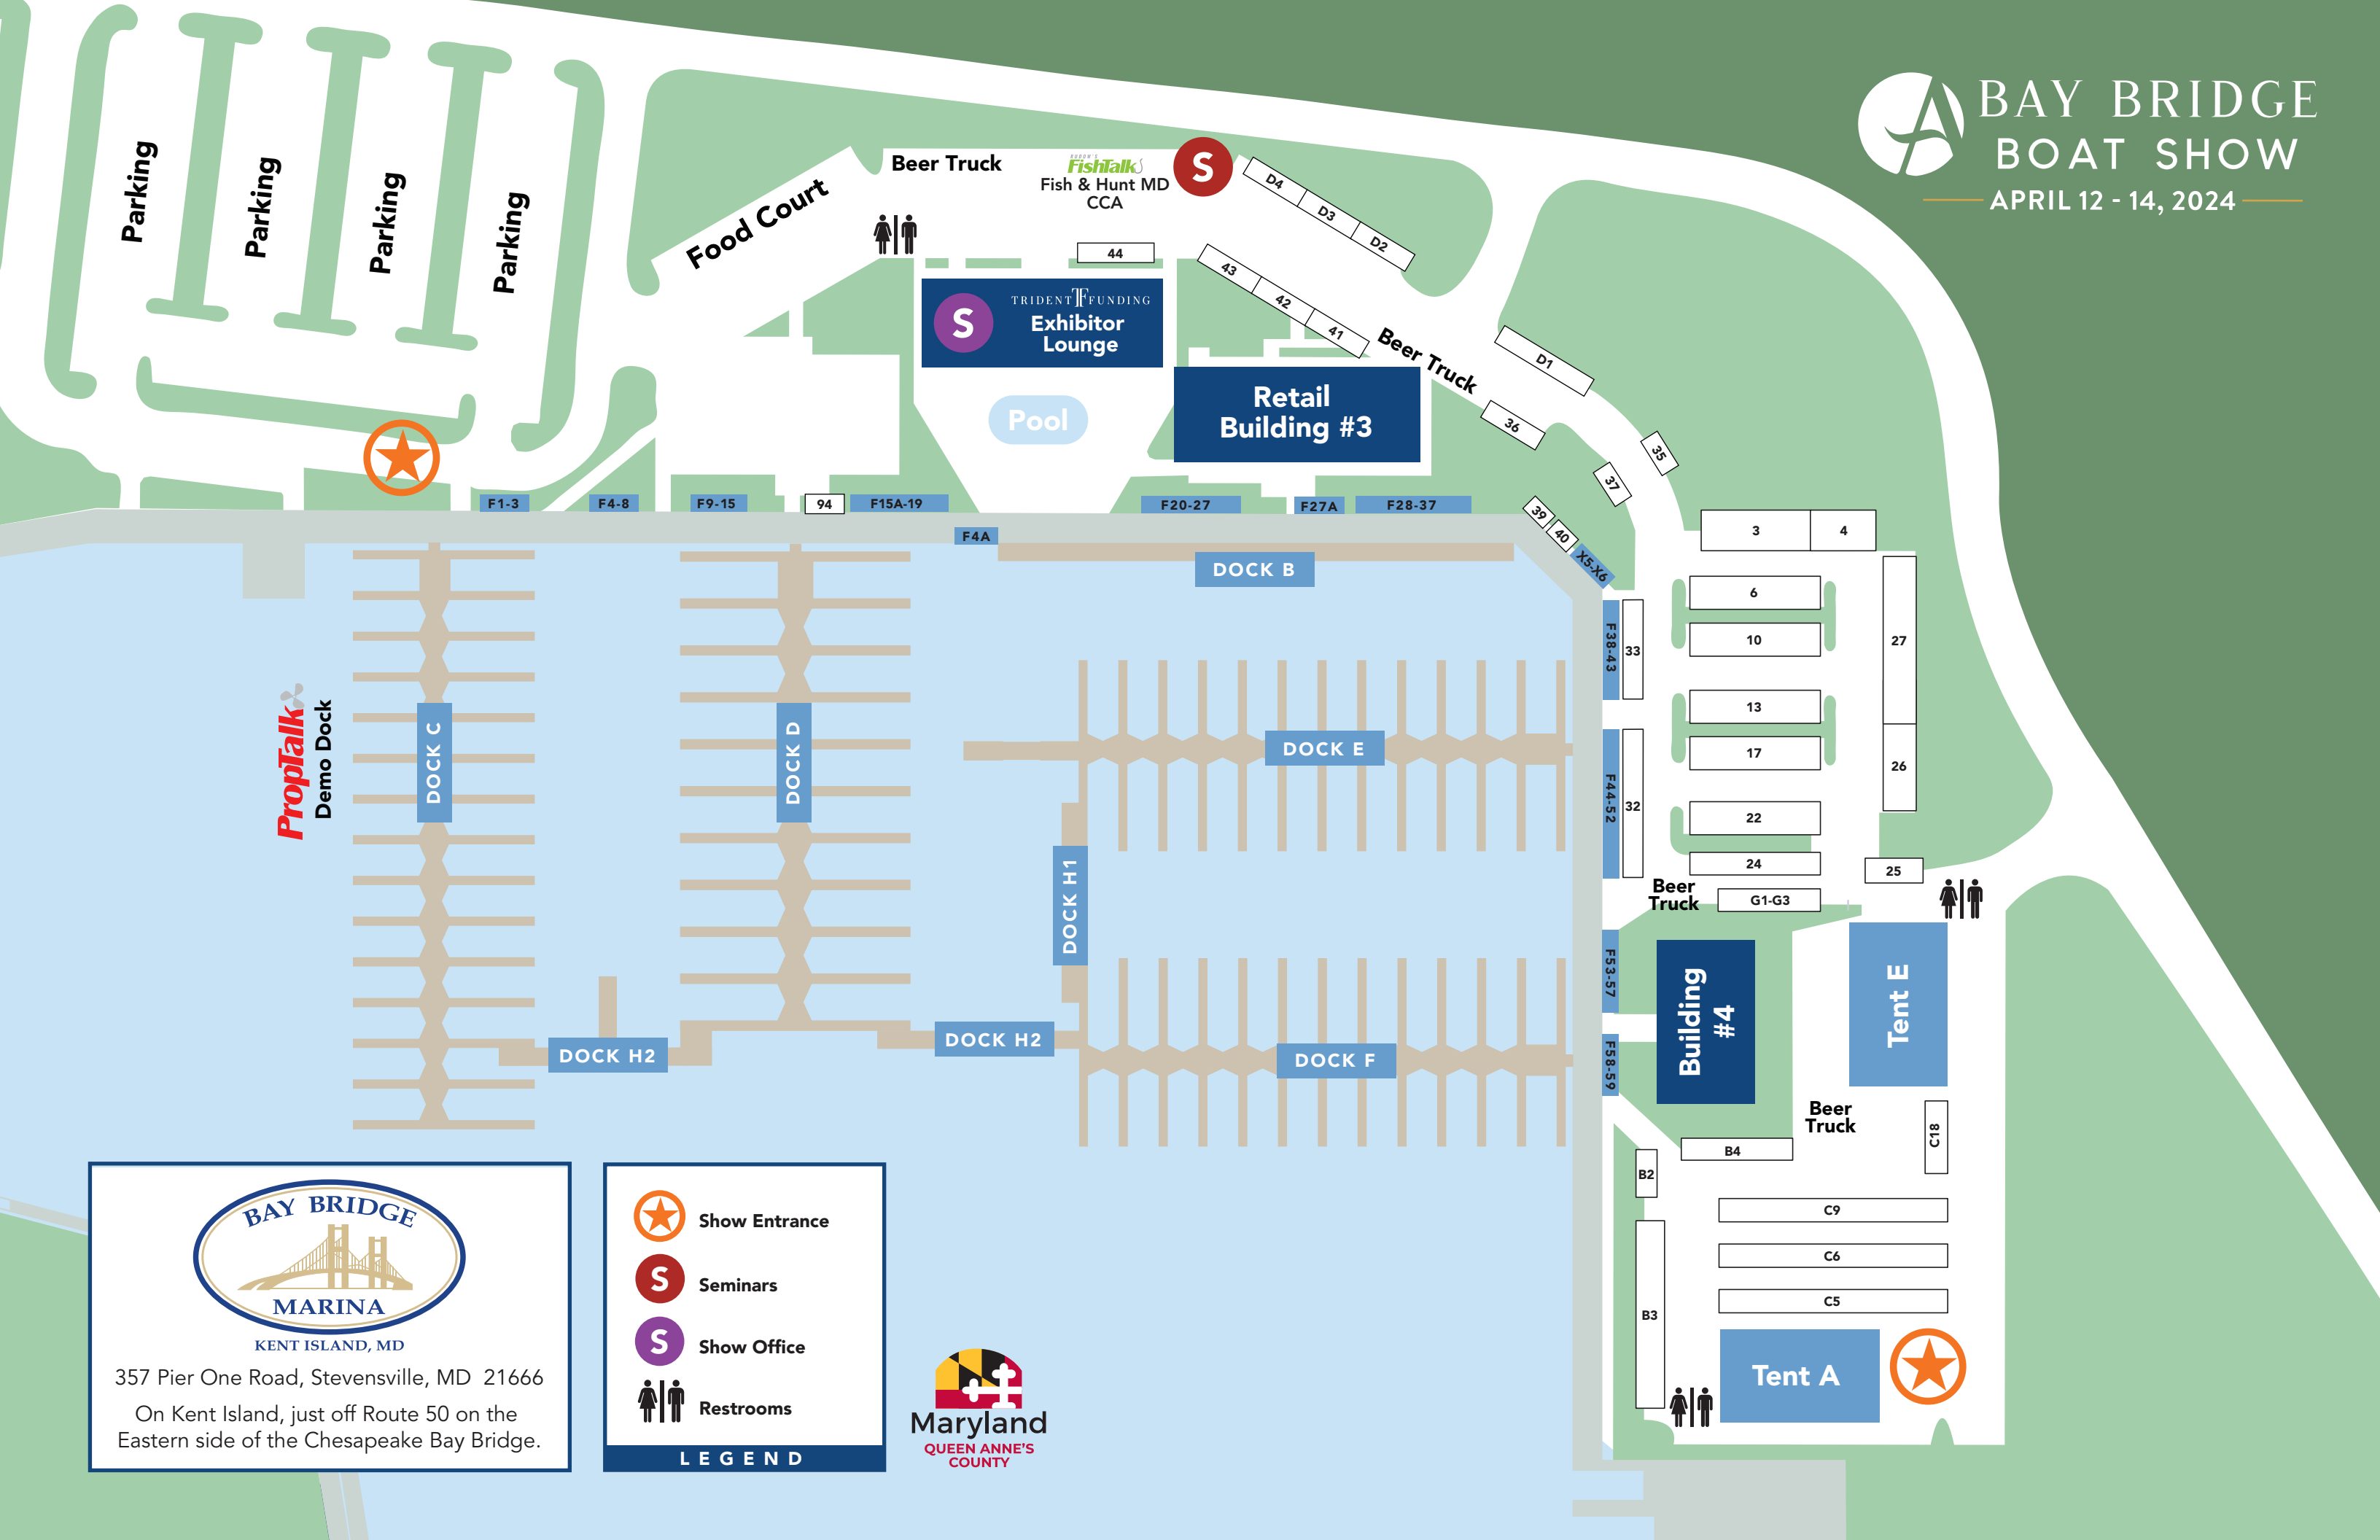 BAY BRIDGE
BOAT SHOW
APRIL 12 - 14, 2024
Parking
Parking
Parking
Parking
Food Court
Beer Truck
FishTalk
Fish & Hunt MD
CCA
S
D4
D3
D2
44
43
42
41
S
TRIDENT TF FUNDING
Exhibitor
Lounge
Beer Truck
D1
Pool
Retail
Building #3
36
35
37
F1-3
F4-8
F9-15
94
F15A-19
F20-27
F27A
F28-37
39
40
X5-X6
F4A
DOCK B
3
4
6
10
13
17
22
24
G1-G3
27
26
25
F38-43
33
F44-52
32
PropTalk
Demo Dock
DOCK C
DOCK D
DOCK E
DOCK H1
DOCK H2
DOCK H2
DOCK F
Beer
Truck
F53-57
F58-59
Building
#4
Tent E
Beer
Truck
C18
B4
B2
B3
C9
C6
C5
Tent A
BAY BRIDGE
MARINA
KENT ISLAND, MD
357 Pier One Road, Stevensville, MD 21666
On Kent Island, just off Route 50 on the
Eastern side of the Chesapeake Bay Bridge.
Show Entrance
S
Seminars
S
Show Office
Restrooms
LEGEND
Maryland
QUEEN ANNE'S
COUNTY